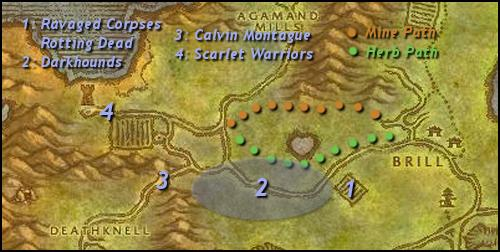 AGAMAND
MILLS
1: Ravaged Corpses
Rotting Dead
2: Darkhounds
3: Calvin Montague
4: Scarlet Warriors
Mine Path
Herb Path
4
3
2
1
BRILL
DEATHKNELL